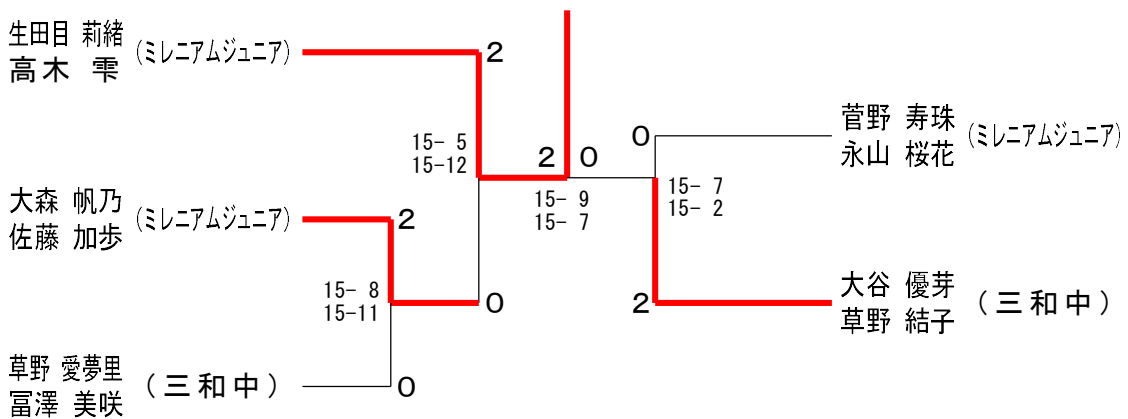 生田目 莉緒
高木 雫
(ミレニアムジュニア)
2
15- 5
15-12
大森 帆乃
佐藤 加歩
(ミレニアムジュニア)
2
15- 8
15-11
0
草野 愛夢里
冨澤 美咲
(三和中)
0
2
0
15- 9
15- 7
0
菅野 寿珠
永山 桜花
(ミレニアムジュニア)
15- 7
15- 2
2
大谷 優芽
草野 結子
(三和中)